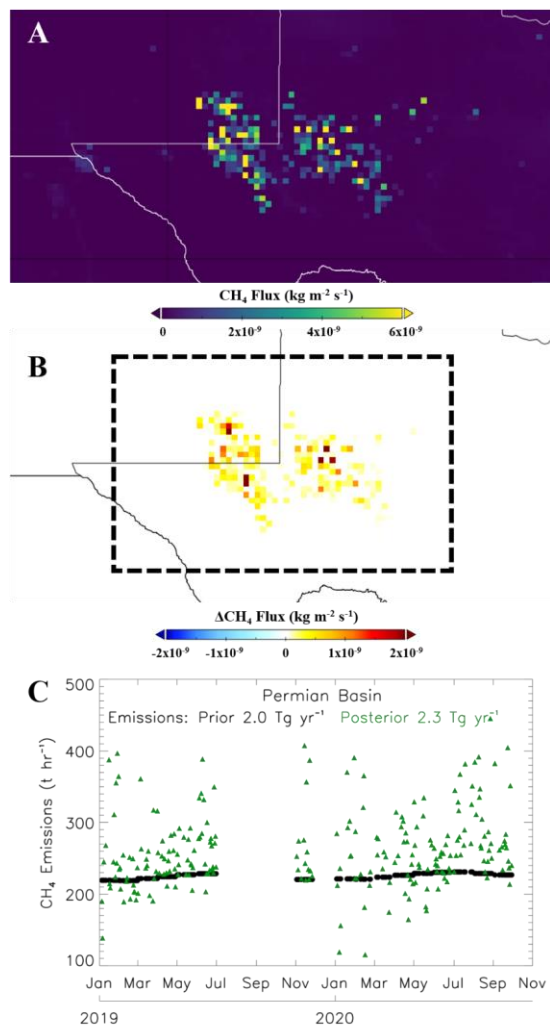 A
CH₄ Flux (kg m⁻² s⁻¹)
0 2x10⁻⁹ 4x10⁻⁹ 6x10⁻⁹
B
ΔCH₄ Flux (kg m⁻² s⁻¹)
-2x10⁻⁹ -1x10⁻⁹ 0 1x10⁻⁹ 2x10⁻⁹
C
Permian Basin
Emissions: Prior 2.0 Tg yr⁻¹ Posterior 2.3 Tg yr⁻¹
CH₄ Emissions (t hr⁻¹)
500
400
300
200
100
Jan Mar May Jul Sep Nov Jan Mar May Jul Sep Nov
2019 2020